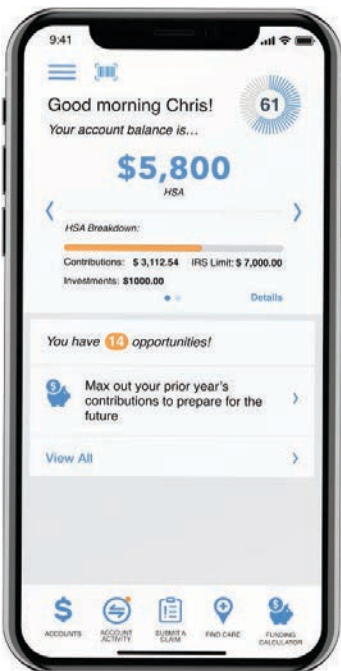 9:41
Good morning Chris!
61
Your account balance is...
$5,800
HSA
HSA Breakdown:
Contributions: $ 3,112.54 IRS Limit: $ 7,000.00
Investments: $1000.00
Details
You have 14 opportunities!
Max out your prior year's
contributions to prepare for the
future
View All
ACCOUNTS
ACCOUNT
ACTIVITY
SUBMIT A
CLAIM
FIND CARE
FUNDING
CALCULATOR